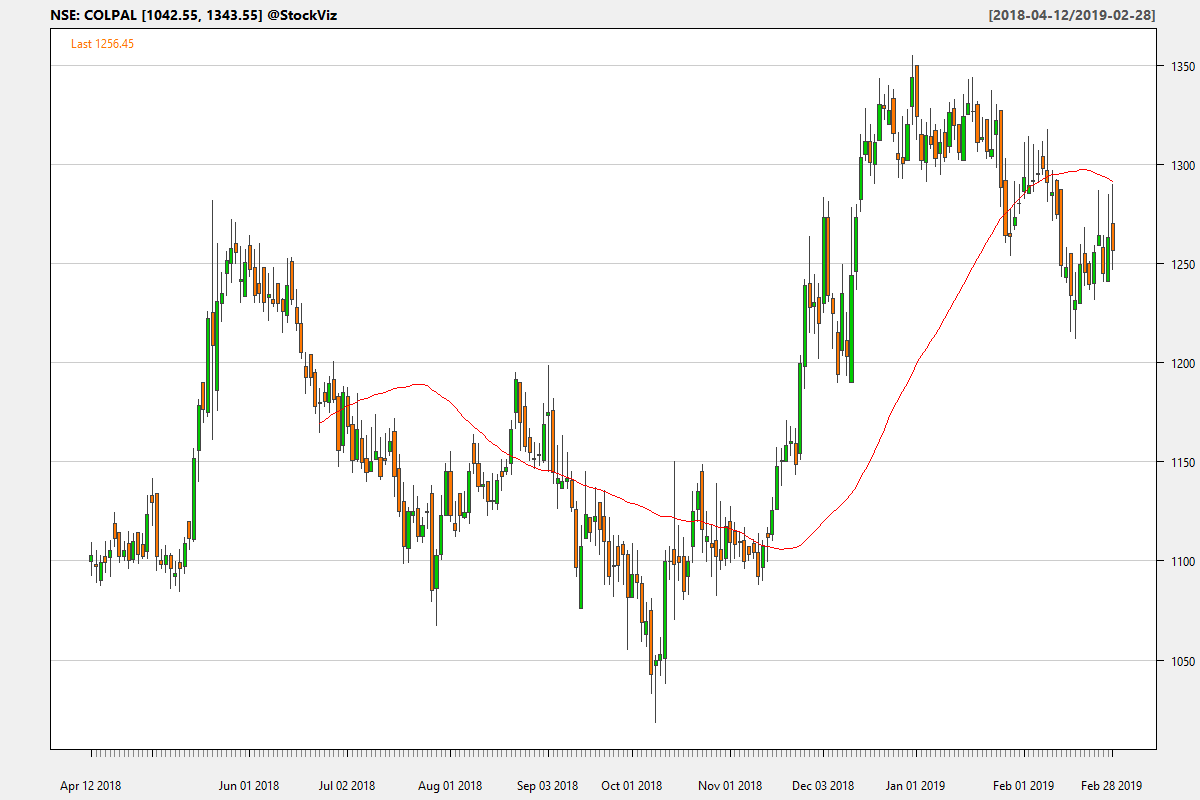 NSE: COLPAL [1042.55, 1343.55] @StockViz
[2018-04-12/2019-02-28]
Last 1256.45
1350
1300
1250
1200
1150
1100
1050
Apr 12 2018
Jun 01 2018
Jul 02 2018
Aug 01 2018
Sep 03 2018
Oct 01 2018
Nov 01 2018
Dec 03 2018
Jan 01 2019
Feb 01 2019
Feb 28 2019